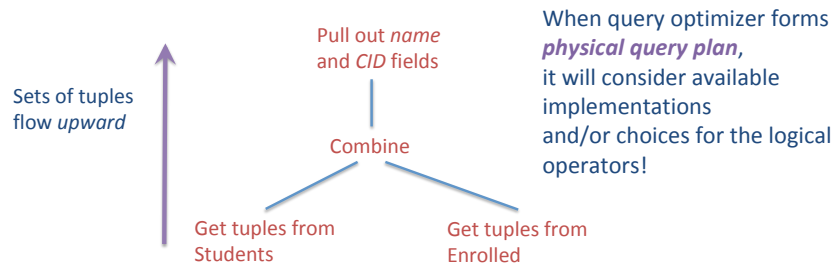 Pull out name
and CID fields
When query optimizer forms
physical query plan,
it will consider available
implementations
and/or choices for the logical
operators!
Sets of tuples
flow upward
Combine
Get tuples from
Students
Get tuples from
Enrolled